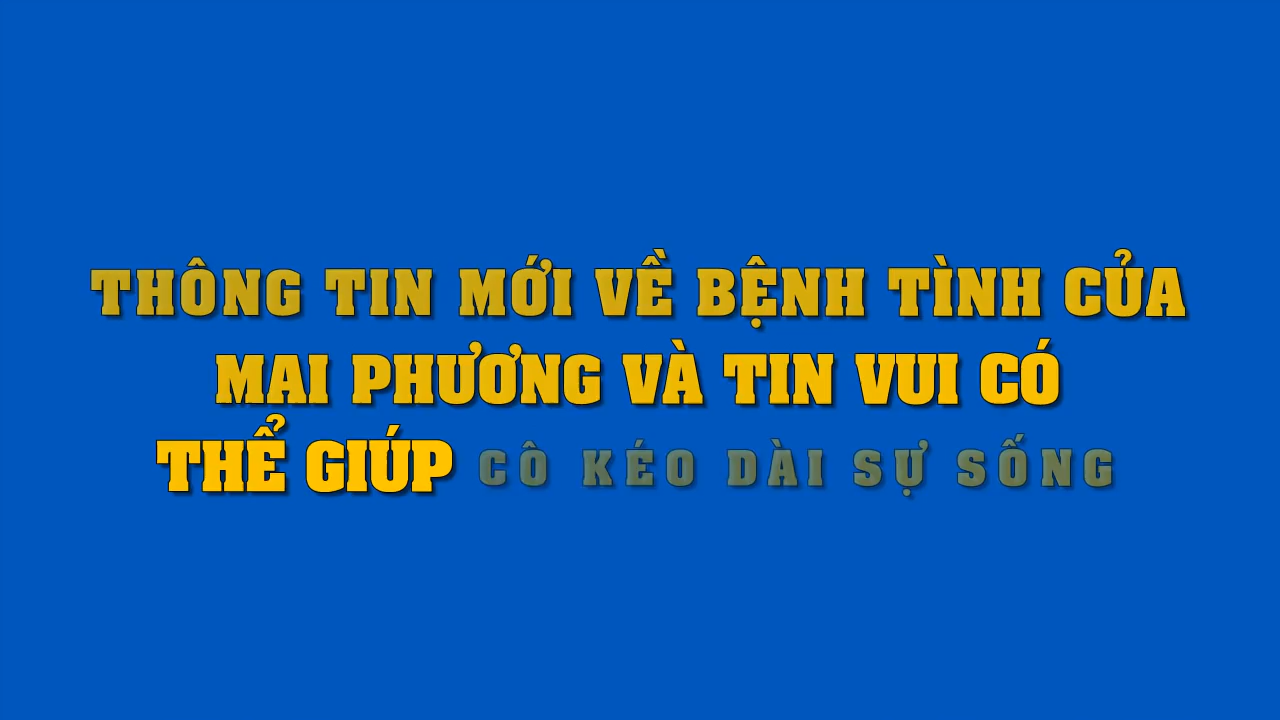 THÔNG TIN MỚI VỀ BỆNH TÌNH CỦA
MAI PHƯƠNG VÀ TIN VUI CÓ
THỂ GIÚP CÔ KÉO DÀI SỰ SỐNG